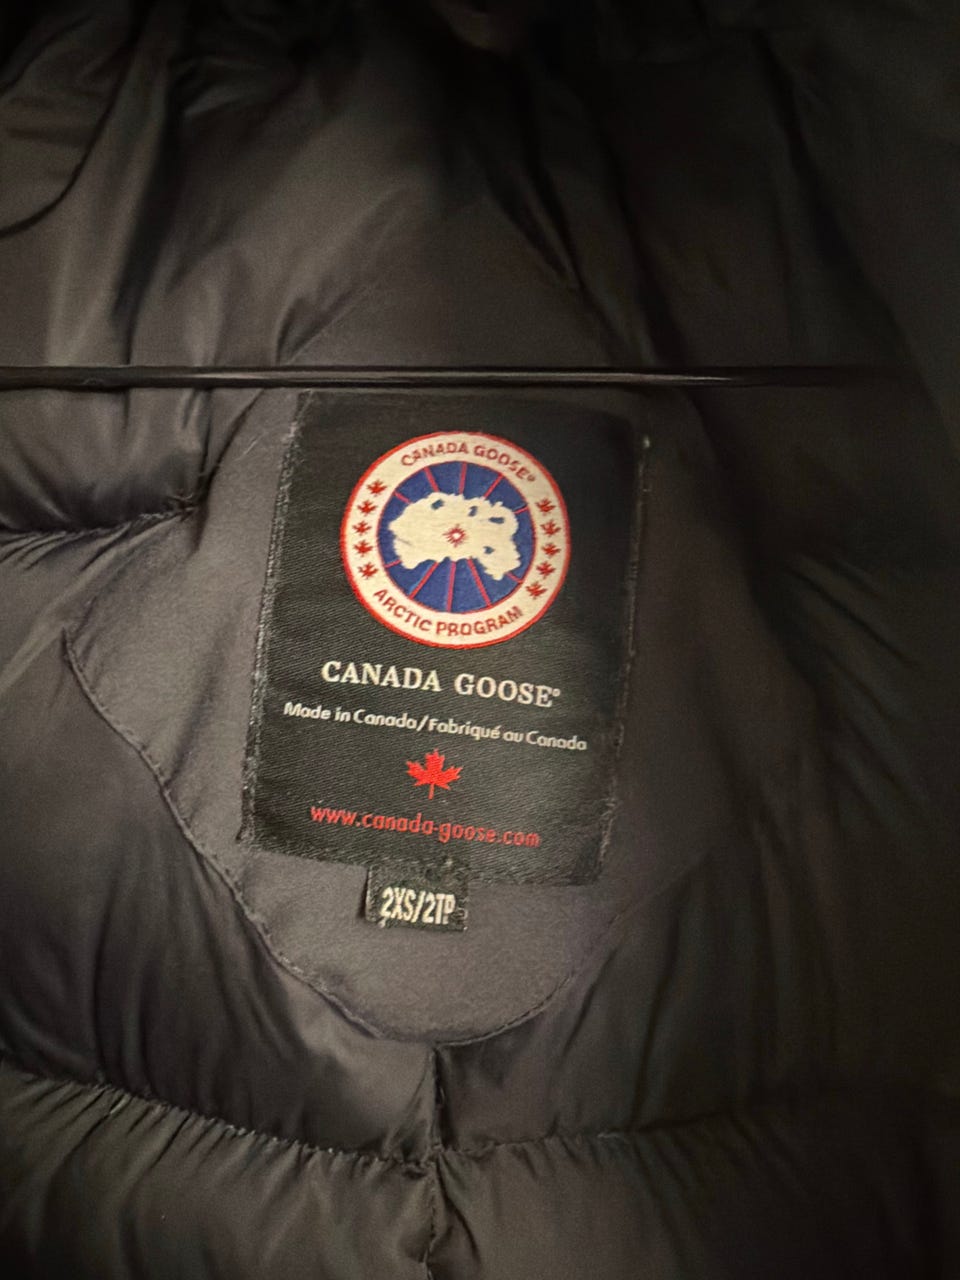 CANADA GOOSE®
ARCTIC PROGRAM
CANADA GOOSE®
Made in Canada/Fabriqué au Canada
www.canada-goose.com
2XS/2TP